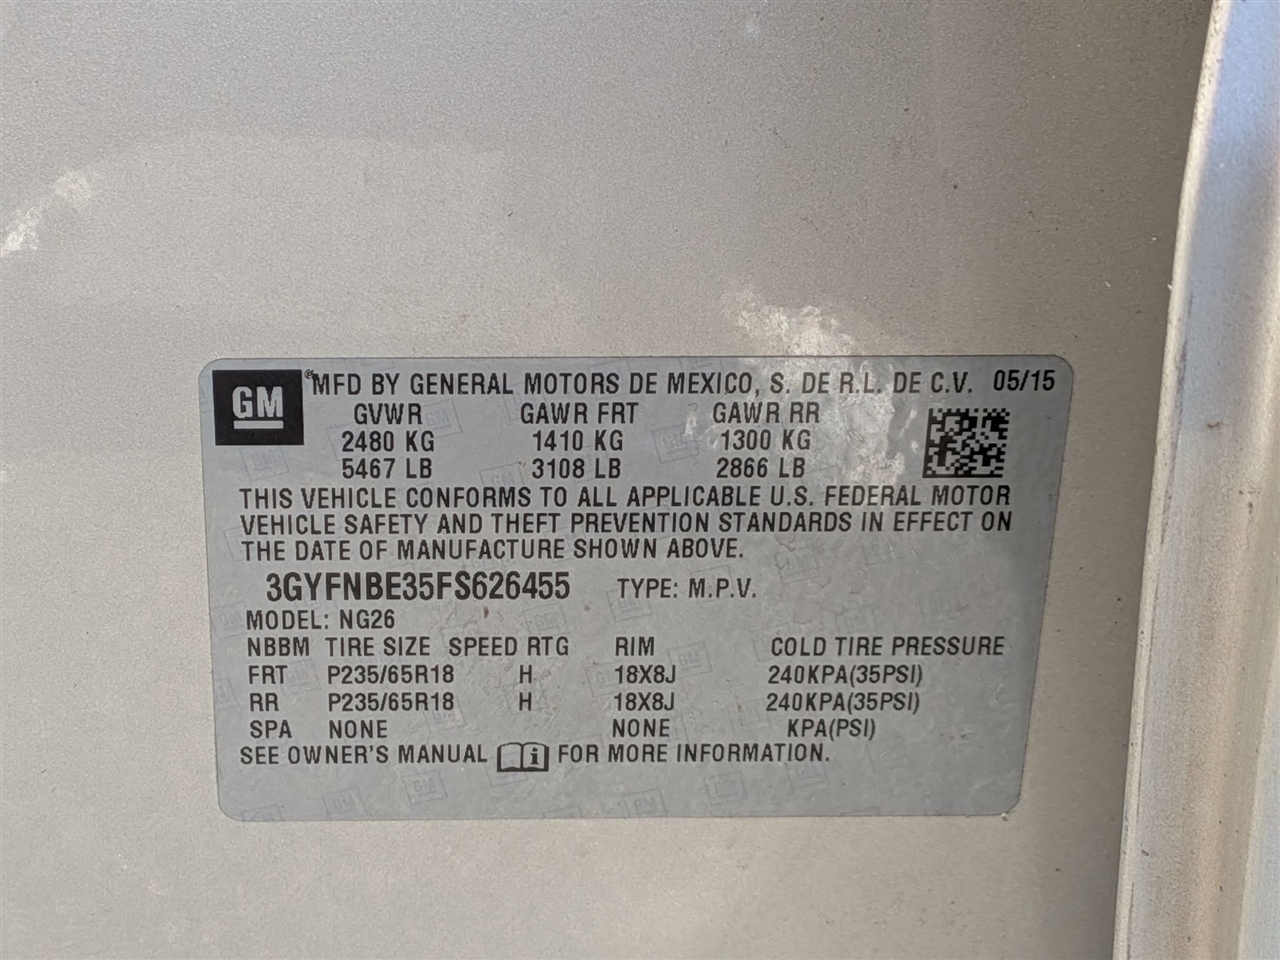 GM ® MFD BY GENERAL MOTORS DE MEXICO, S. DE R.L. DE C.V. 05/15
GVWR GAWR FRT GAWR RR
2480 KG 1410 KG 1300 KG
5467 LB 3108 LB 2866 LB
THIS VEHICLE CONFORMS TO ALL APPLICABLE U.S. FEDERAL MOTOR
VEHICLE SAFETY AND THEFT PREVENTION STANDARDS IN EFFECT ON
THE DATE OF MANUFACTURE SHOWN ABOVE.
3GYFNBE35FS626455 TYPE: M.P.V.
MODEL: NG26
NBBM TIRE SIZE SPEED RTG RIM COLD TIRE PRESSURE
FRT P235/65R18 H 18X8J 240KPA(35PSI)
RR P235/65R18 H 18X8J 240KPA(35PSI)
SPA NONE NONE KPA(PSI)
SEE OWNER'S MANUAL i FOR MORE INFORMATION.